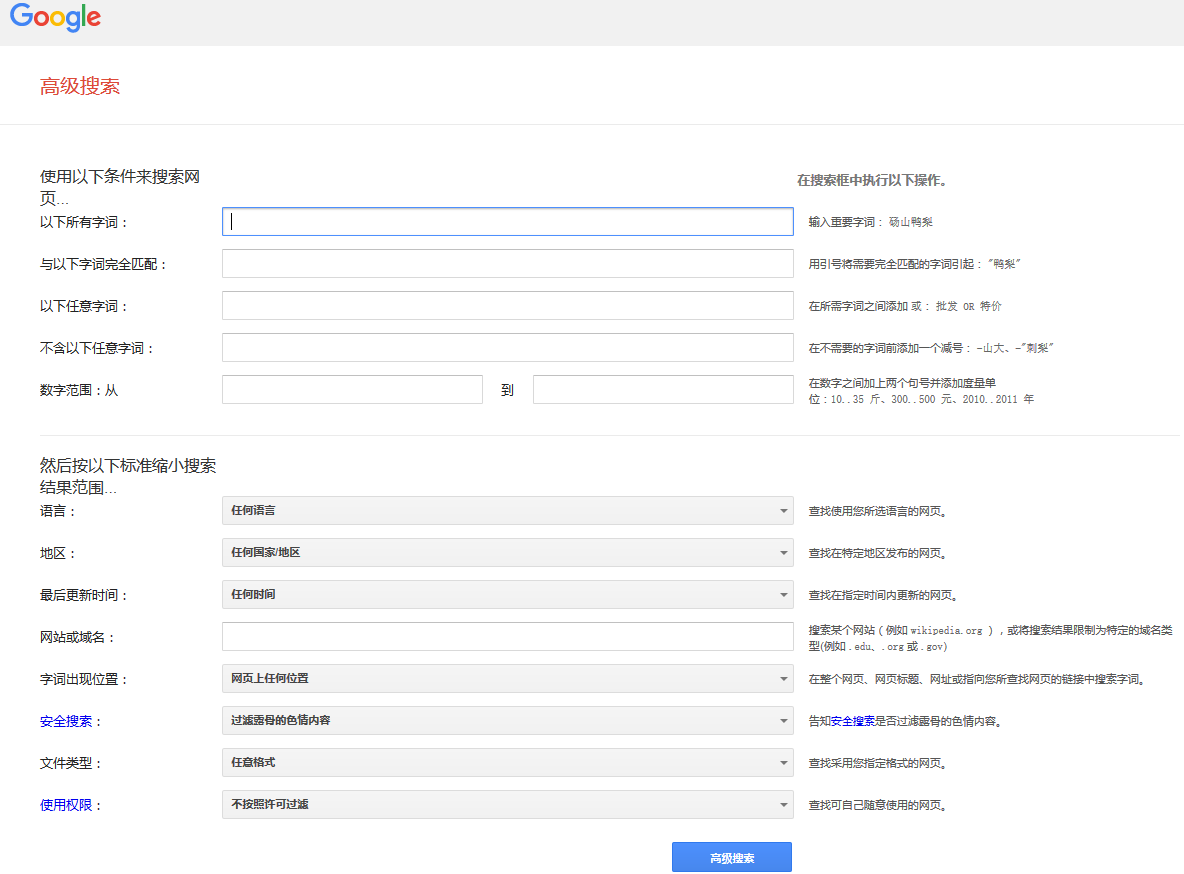 Google
高级搜索
使用以下条件来搜索网
页...
在搜索框中执行以下操作。
以下所有字词：
输入重要字词： 砀山鸭梨
与以下字词完全匹配：
用引号将需要完全匹配的字词引起： "鸭梨"
以下任意字词：
在所需字词之间添加 或： 批发 OR 特价
不含以下任意字词：
在不需要的字词前添加一个减号： -山大、-"刺梨"
数字范围：从
到
在数字之间加上两个句号并添加度量单
位：10..35 斤、300..500 元、2010..2011 年
然后按以下标准缩小搜索
结果范围...
语言：
任何语言
查找使用您所选语言的网页。
地区：
任何国家/地区
查找在特定地区发布的网页。
最后更新时间：
任何时间
查找在指定时间内更新的网页。
网站或域名：
搜索某个网站（例如 wikipedia.org ），或将搜索结果限制为特定的域名类
型(例如 .edu、.org 或 .gov)
字词出现位置：
网页上任何位置
在整个网页、网页标题、网址或指向您所查找网页的链接中搜索字词。
安全搜索：
过滤露骨的色情内容
告知安全搜索是否过滤露骨的色情内容。
文件类型：
任意格式
查找采用您指定格式的网页。
使用权限：
不按照许可过滤
查找可自己随意使用的网页。
高级搜索